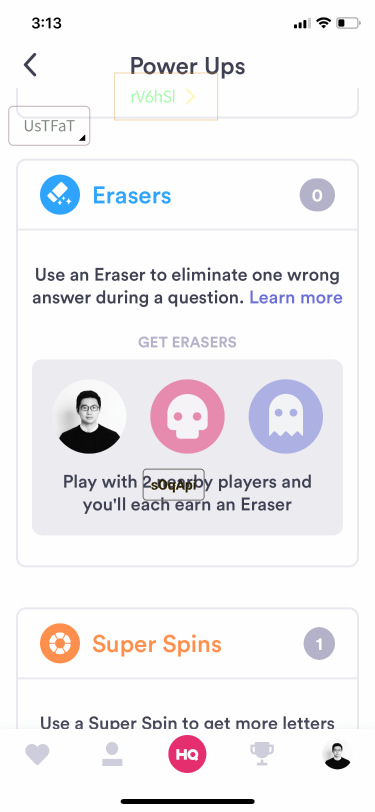 3:13
Power Ups
rV6hSl
UsTFaT
Erasers
0
Use an Eraser to eliminate one wrong
answer during a question. Learn more
GET ERASERS
Play with 2 nearby players and
sOqApi
you'll each earn an Eraser
Super Spins
1
Use a Super Spin to get more letters
HQ